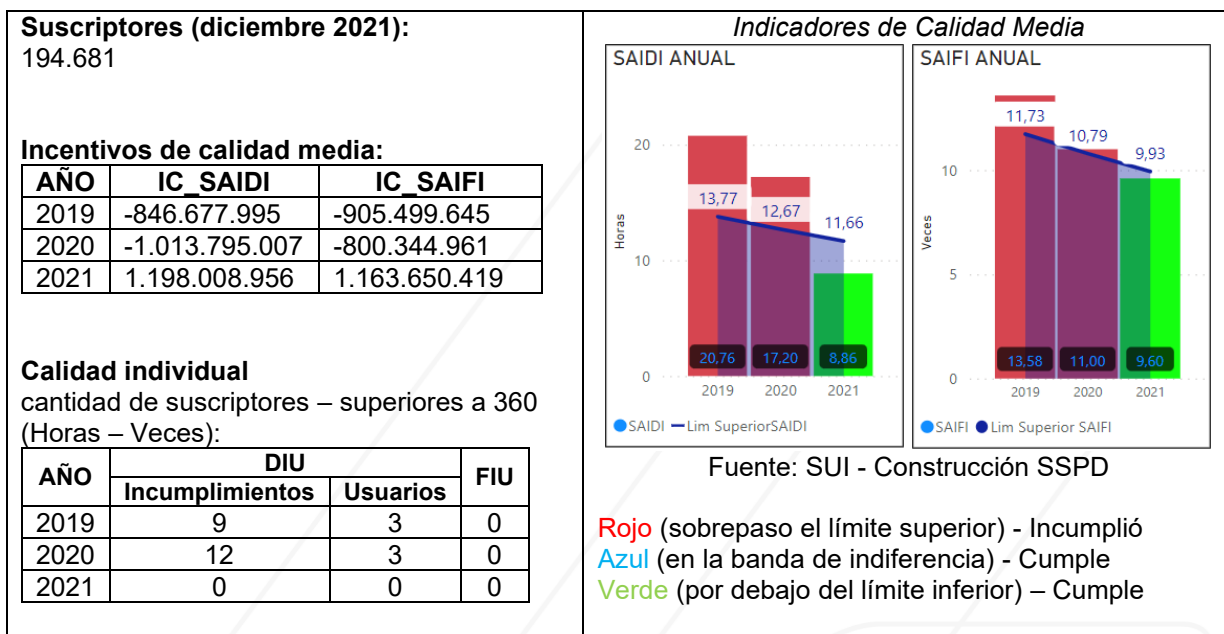 Suscriptores (diciembre 2021):
194.681
Incentivos de calidad media:
AÑO IC_SAIDI IC_SAIFI
2019 -846.677.995 -905.499.645
2020 -1.013.795.007 -800.344.961
2021 1.198.008.956 1.163.650.419
Calidad individual
cantidad de suscriptores – superiores a 360
(Horas – Veces):
AÑO DIU FIU
Incumplimientos Usuarios
2019 9 3 0
2020 12 3 0
2021 0 0 0
Indicadores de Calidad Media
SAIDI ANUAL
20
13,77
12,67
11,66
Horas
10
20,76 17,20 8,86
0
2019 2020 2021
SAIDI Lim SuperiorSAIDI
SAIFI ANUAL
11,73
10,79
9,93
10
Veces
5
13,58 11,00 9,60
0
2019 2020 2021
SAIFI Lim Superior SAIFI
Fuente: SUI - Construcción SSPD
Rojo (sobrepaso el límite superior) - Incumplió
Azul (en la banda de indiferencia) - Cumple
Verde (por debajo del límite inferior) – Cumple